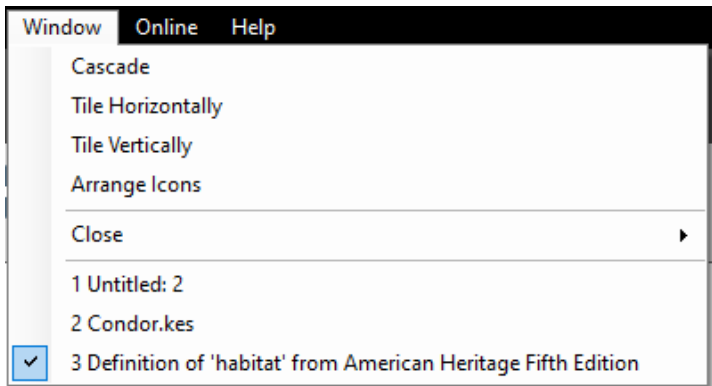 Window Online Help
Cascade
Tile Horizontally
Tile Vertically
Arrange Icons
Close
1 Untitled: 2
2 Condor.kes
3 Definition of 'habitat' from American Heritage Fifth Edition